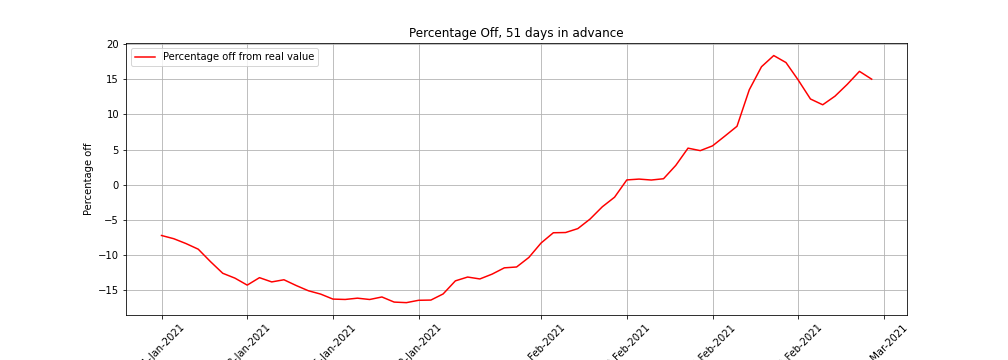 Percentage Off, 51 days in advance
Percentage off from real value
Percentage off
20
15
10
5
0
−5
−10
−15
-Jan-2021
-Jan-2021
-Jan-2021
-Jan-2021
Feb-2021
-Feb-2021
-Feb-2021
-Feb-2021
Mar-2021